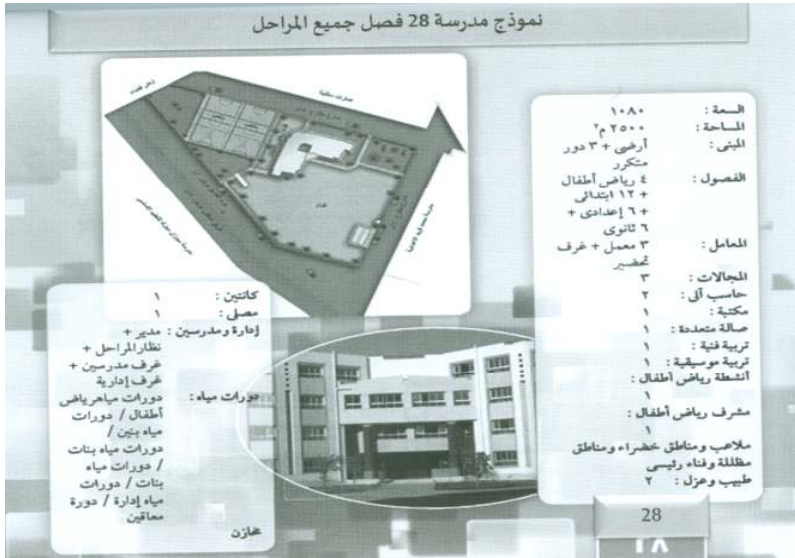 نموذج مدرسة 28 فصل جميع المراحل
السعة : ١٠٨٠
المساحة : ٢٥٠٠ م٢
المبنى : أرضى + ٣ دور
متكرر
الفصول : ٤ رياض أطفال
+ ١٢ ابتدائى
+ ٦ إعدادى +
٦ ثانوى
المعامل : ٣ معمل + غرف
تحضير
المجالات : ٣
حاسب آلى : ٢
مكتبة : ١
صالة متعددة : ١
تربية فنية : ١
تربية موسيقية : ١
أنشطة رياض أطفال :
١
مشرف رياض أطفال :
١
ملاعب ومناطق خضراء ومناطق
مظللة وفناء رئيسى
طبيب وعزل : ٢
كانتين : ١
مصلى : ١
إدارة ومدرسين : مدير +
نظار المراحل +
غرف مدرسين +
غرف إدارية
دورات مياه : دورات مياهرياض
أطفال / دورات
مياه بنين /
دورات مياه بنات
/ دورات مياه
بنات / دورات
مياه إدارة / دورة
معاقين
مخازن
28